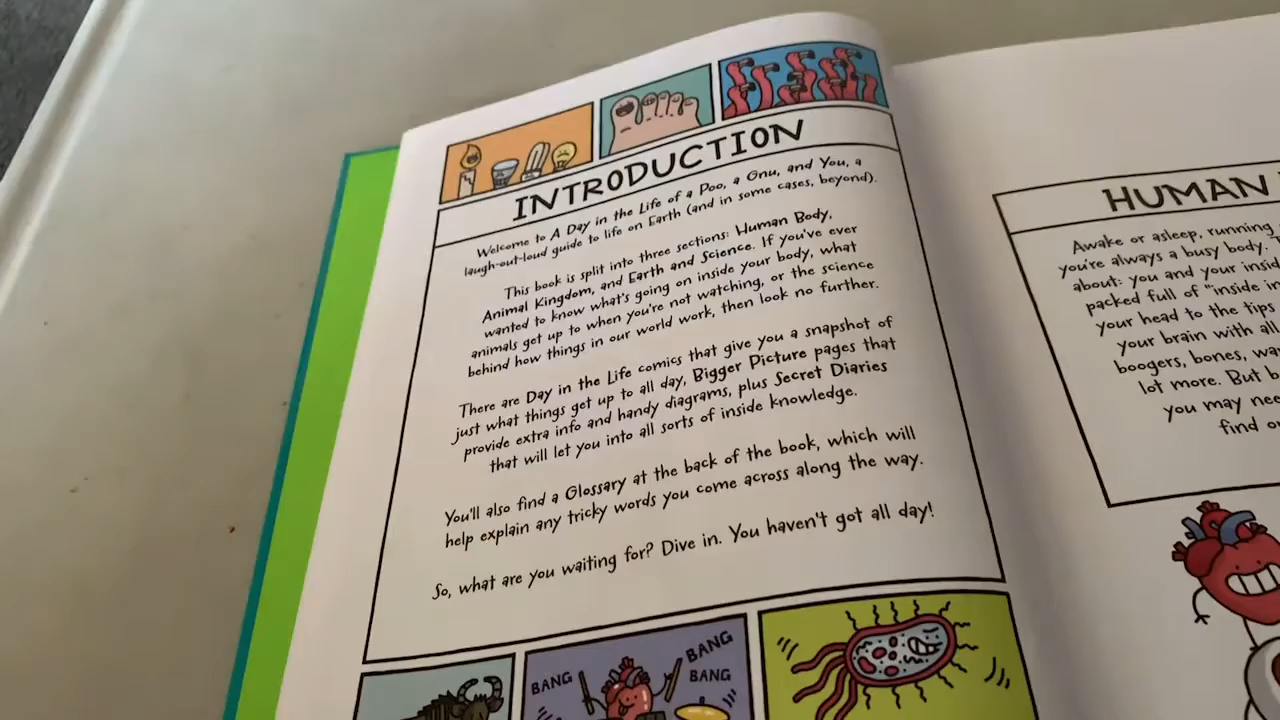 INTRODUCTION
Welcome to A Day in the Life of a Poo, a Gnu, and You, a
laugh-out-loud guide to life on Earth (and in some cases, beyond).
This book is split into three sections: Human Body,
Animal Kingdom, and Earth and Science. If you've ever
wanted to know what's going on inside your body, what
animals get up to when you're not watching, or the science
behind how things in our world work, then look no further.
There are Day in the Life comics that give you a snapshot of
just what things get up to all day, Bigger Picture pages that
provide extra info and handy diagrams, plus Secret Diaries
that will let you into all sorts of inside knowledge.
You'll also find a Glossary at the back of the book, which will
help explain any tricky words you come across along the way.
So, what are you waiting for? Dive in. You haven't got all day!
BANG
BANG
BANG
HUMAN
Awake or asleep, running,
you're always a busy body.
about: you and your
packed full of "inside
your head to the tips
your brain with all
boogers, bones,
lot more. But
you may
find